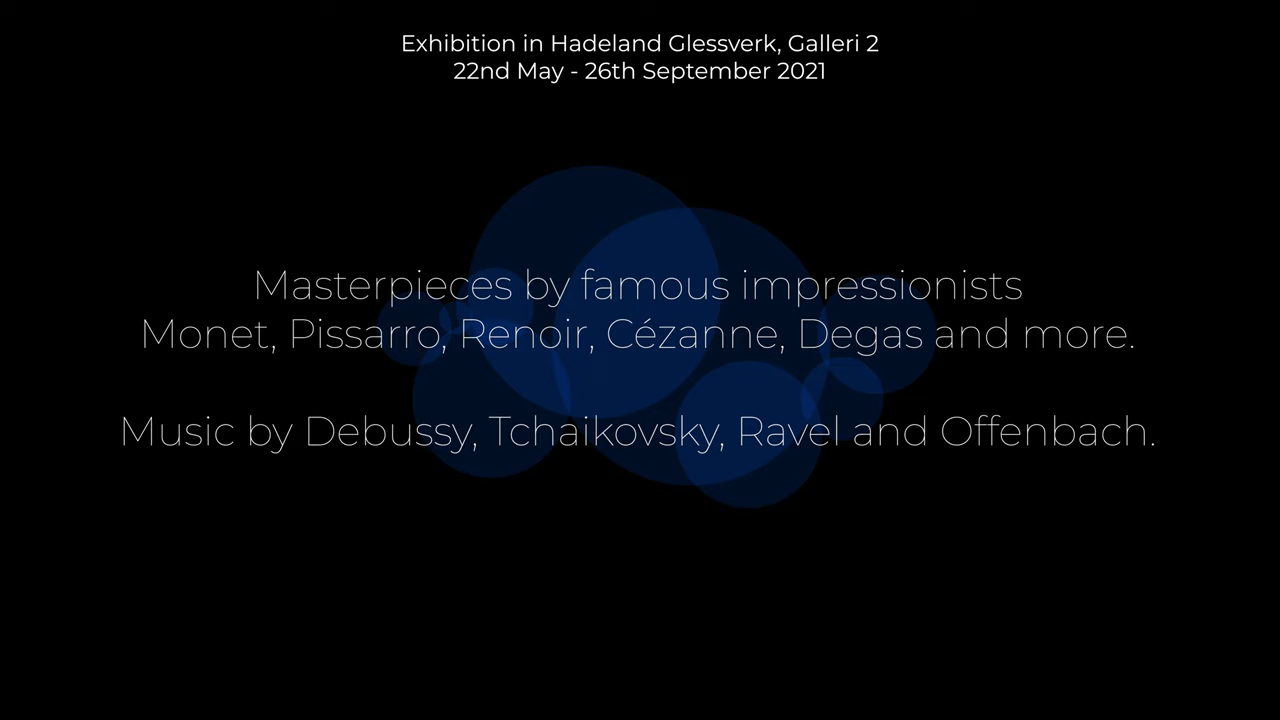 Exhibition in Hadeland Glessverk, Galleri 2
22nd May - 26th September 2021
Masterpieces by famous impressionists
Monet, Pissarro, Renoir, Cézanne, Degas and more.
Music by Debussy, Tchaikovsky, Ravel and Offenbach.